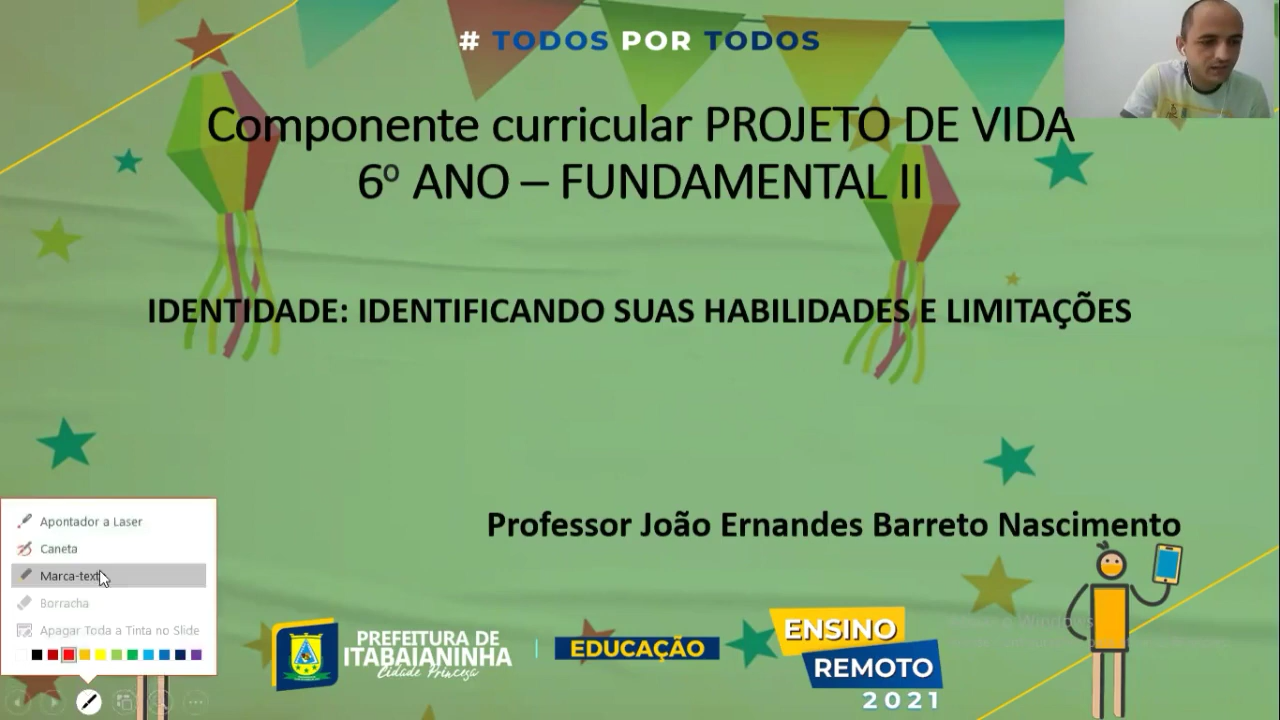 # TODOS POR TODOS
Componente curricular PROJETO DE VIDA
6º ANO – FUNDAMENTAL II
IDENTIDADE: IDENTIFICANDO SUAS HABILIDADES E LIMITAÇÕES
Professor João Ernandes Barreto Nascimento
Apontador a Laser
Caneta
Marca-text
Borracha
Apagar Toda a Tinta no Slide
PREFEITURA DE
ITABAIANINHA
Cidade Princesa
EDUCAÇÃO
ENSINO
REMOTO
2021
Windows